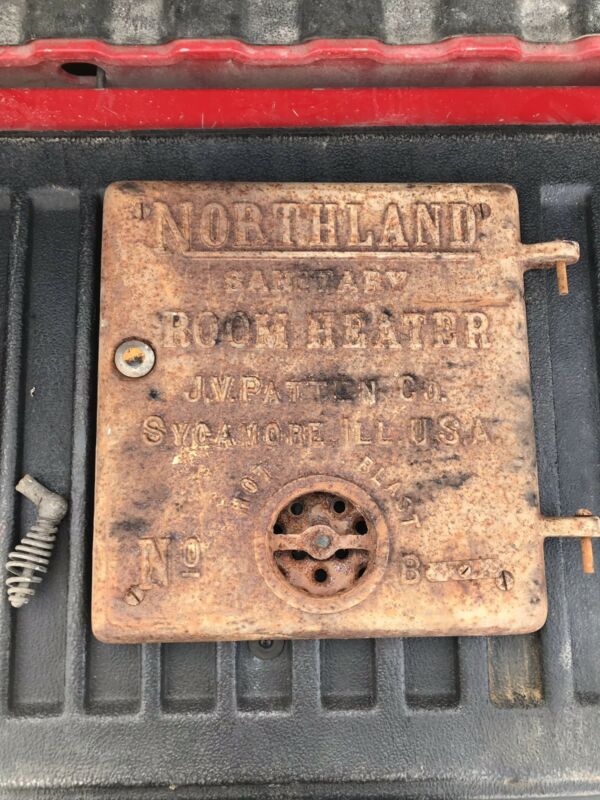 NORTHLAND
SANITARY
ROOM HEATER
J.V. PATTEN CO.
SYCAMORE. ILL. U.S.A.
HOT BLAST
No B